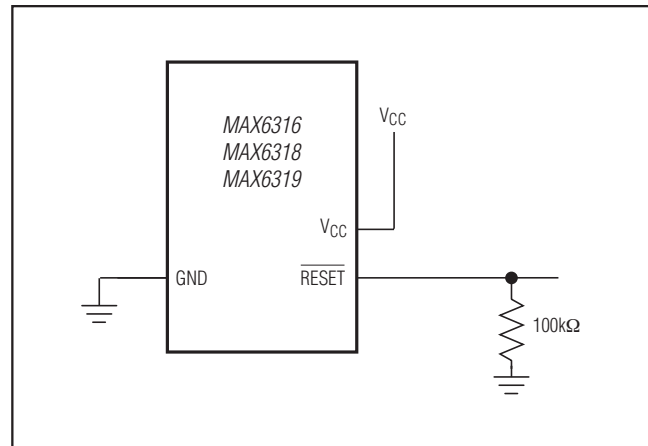 MAX6316
MAX6318
MAX6319
VCC
VCC
GND
RESET
100kΩ